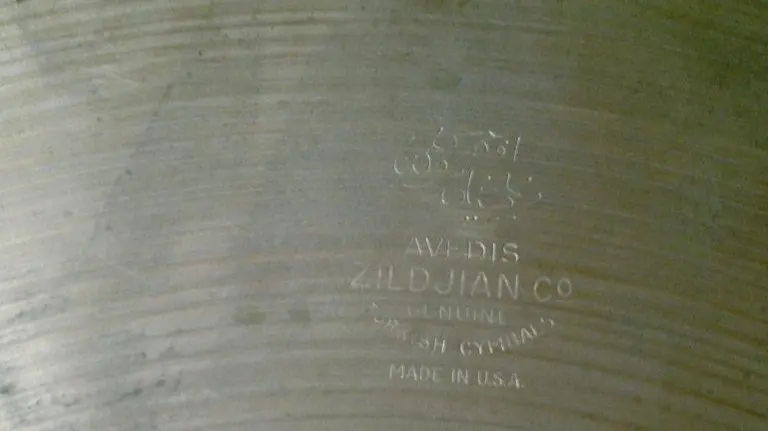 AVEDIS
ZILDJIAN Co
GENUINE
TURKISH CYMBALS
MADE IN U.S.A.